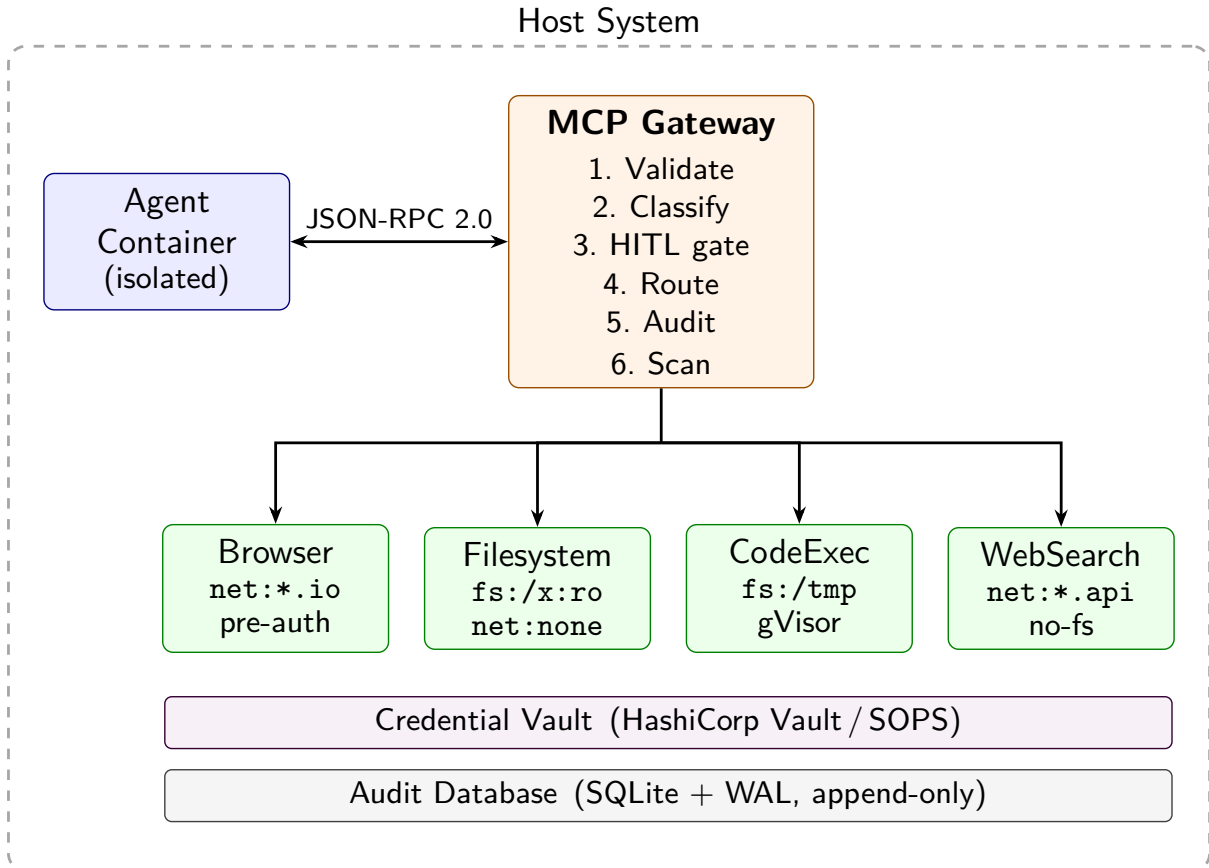 Host System
MCP Gateway
1. Validate
2. Classify
3. HITL gate
4. Route
5. Audit
6. Scan
Agent
Container
(isolated)
JSON-RPC 2.0
Browser
net:*.io
pre-auth
Filesystem
fs:/x:ro
net:none
CodeExec
fs:/tmp
gVisor
WebSearch
net:*.api
no-fs
Credential Vault (HashiCorp Vault / SOPS)
Audit Database (SQLite + WAL, append-only)